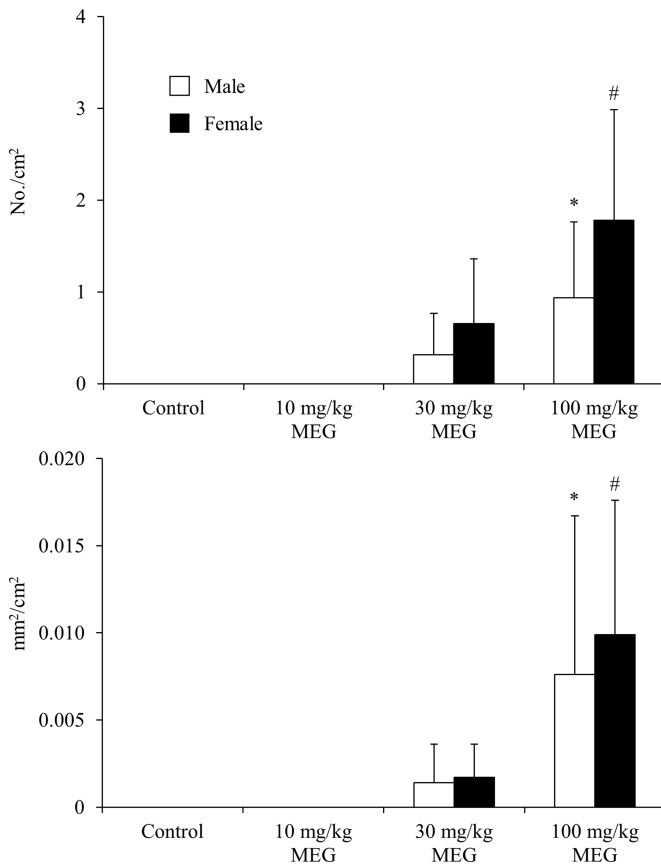 4
3
2
1
0
No./cm²
Male
Female
*
#
Control
10 mg/kg
MEG
30 mg/kg
MEG
100 mg/kg
MEG
0.020
0.015
0.010
0.005
0
mm²/cm²
*
#
Control
10 mg/kg
MEG
30 mg/kg
MEG
100 mg/kg
MEG